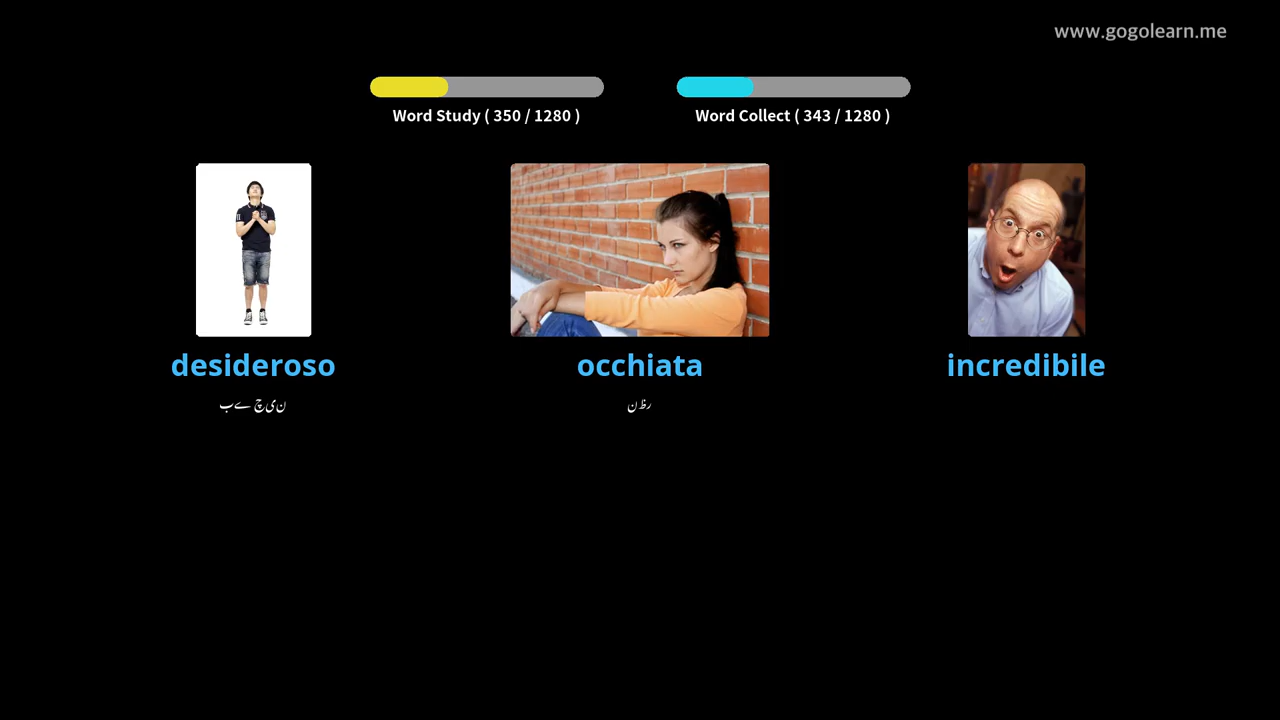 www.gogolearn.me
Word Study ( 350 / 1280 )
Word Collect ( 343 / 1280 )
desideroso
occhiata
incredibile
بے چین
نظر